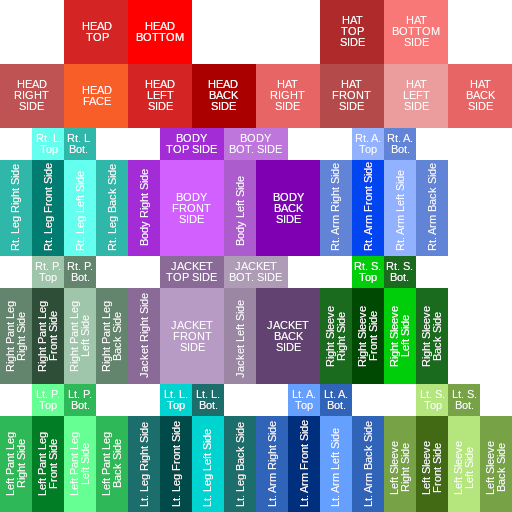 HEAD
TOP
HEAD
BOTTOM
HAT
TOP
SIDE
HAT
BOTTOM
SIDE
HEAD
RIGHT
SIDE
HEAD
FACE
HEAD
LEFT
SIDE
HEAD
BACK
SIDE
HAT
RIGHT
SIDE
HAT
FRONT
SIDE
HAT
LEFT
SIDE
HAT
BACK
SIDE
Rt. L
Top
Rt. L
Bot.
BODY
TOP SIDE
BODY
BOT. SIDE
Rt. A.
Top
Rt. A.
Bot.
Rt. Leg Right Side
Rt. Leg Front Side
Rt. Leg Left Side
Rt. Leg Back Side
Body Right Side
BODY
FRONT
SIDE
Body Left Side
BODY
BACK
SIDE
Rt. Arm Right Side
Rt. Arm Front Side
Rt. Arm Left Side
Rt. Arm Back Side
Rt. P.
Top
Rt. P.
Bot.
JACKET
TOP SIDE
JACKET
BOT. SIDE
Rt. S.
Top
Rt. S.
Bot.
Right Pant Leg
Right Side
Right Pant Leg
Front Side
Right Pant Leg
Left Side
Right Pant Leg
Back Side
Jacket Right Side
JACKET
FRONT
SIDE
Jacket Left Side
JACKET
BACK
SIDE
Right Sleeve
Right Side
Right Sleeve
Front Side
Right Sleeve
Left Side
Right Sleeve
Back Side
Lt. P.
Top
Lt. P.
Bot.
Lt. L.
Top
Lt. L.
Bot.
Lt. A.
Top
Lt. A.
Bot.
Lt. S.
Top
Lt. S.
Bot.
Left Pant Leg
Right Side
Left Pant Leg
Front Side
Left Pant Leg
Left Side
Left Pant Leg
Back Side
Lt. Leg Right Side
Lt. Leg Front Side
Lt. Leg Left Side
Lt. Leg Back Side
Lt. Arm Right Side
Lt. Arm Front Side
Lt. Arm Left Side
Lt. Arm Back Side
Left Sleeve
Right Side
Left Sleeve
Front Side
Left Sleeve
Left Side
Left Sleeve
Back Side